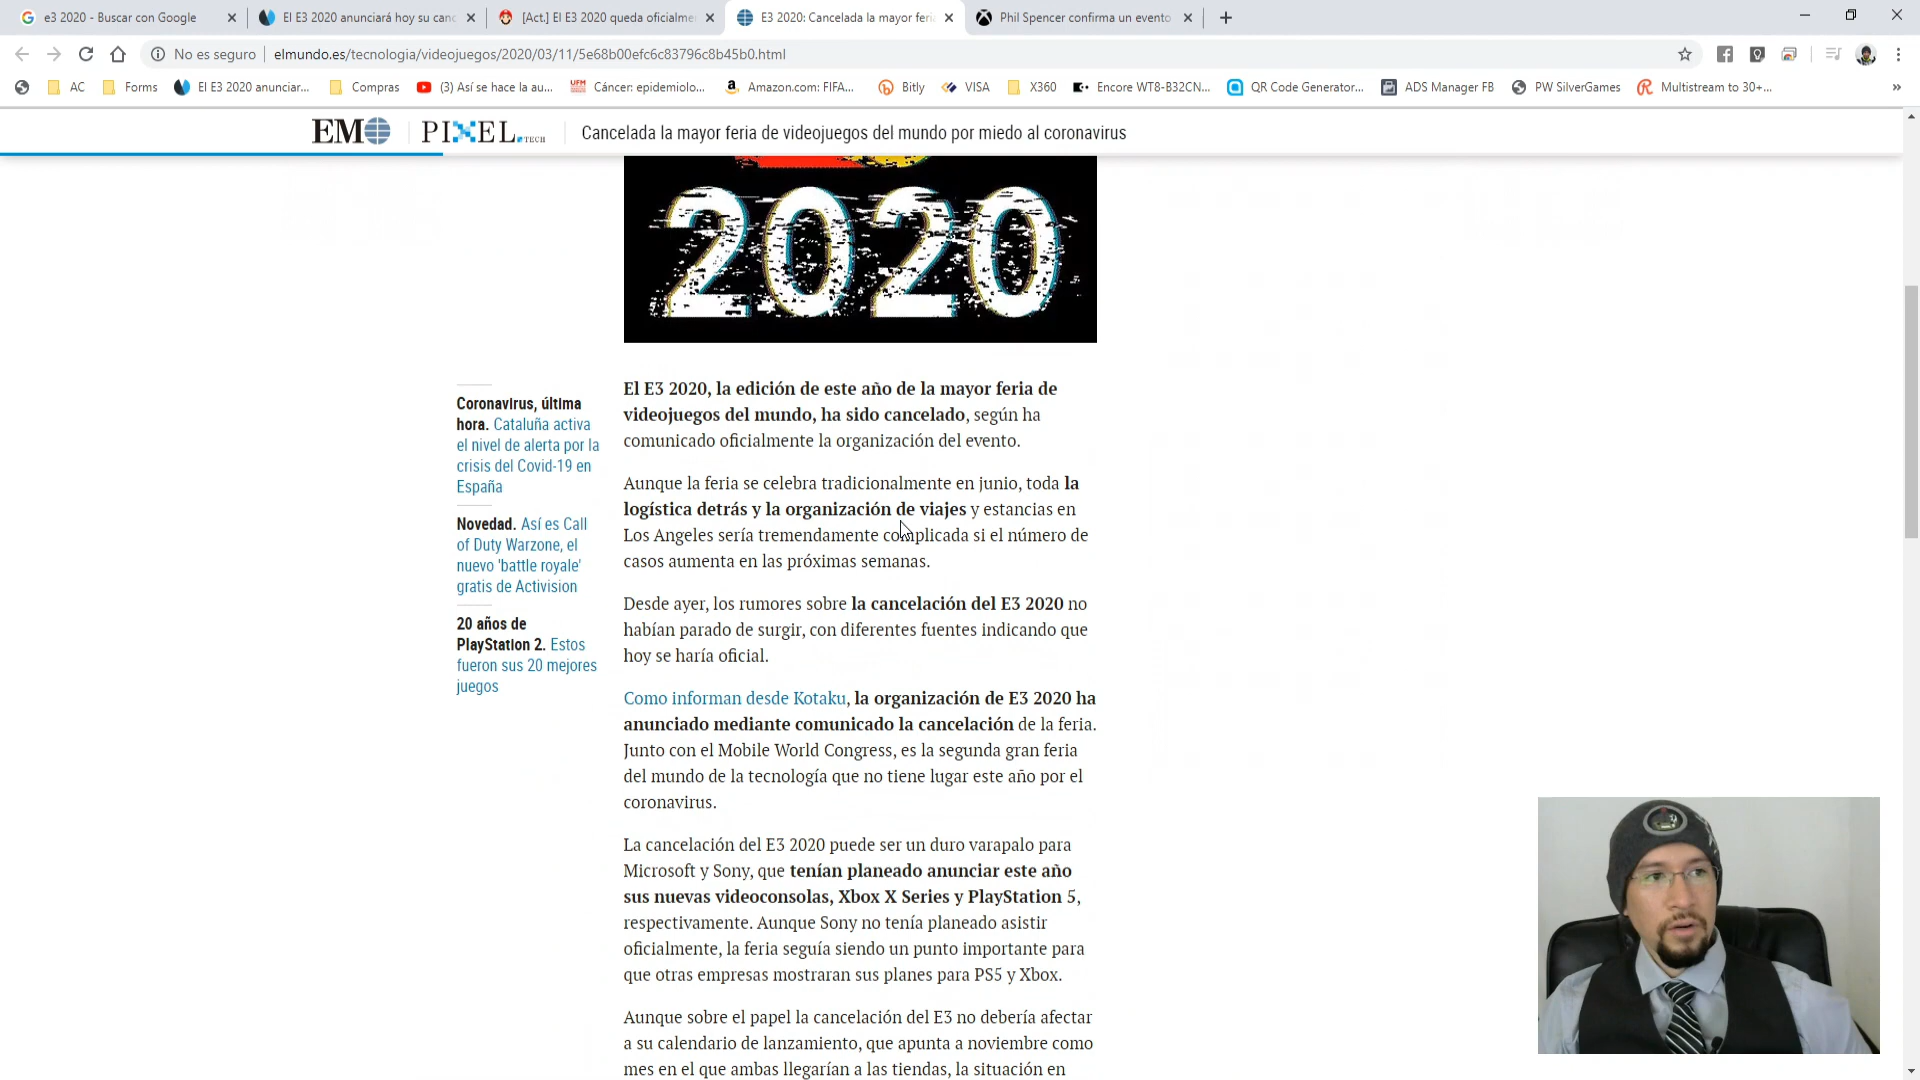 e3 2020 - Buscar con Google
El E3 2020 anunciará hoy su canc
[Act.] El E3 2020 queda oficialme
E3 2020: Cancelada la mayor feri
Phil Spencer confirma un evento
No es seguro
elmundo.es/tecnologia/videojuegos/2020/03/11/5e68b00efc6c83796c8b45b0.html
AC
Forms
El E3 2020 anunciar...
Compras
(3) Así se hace la au...
UFM
Cáncer: epidemiolo...
Amazon.com: FIFA...
Bitly
VISA
X360
Encore WT8-B32CN...
QR Code Generator...
ADS Manager FB
PW SilverGames
Multistream to 30+...
EM
PIXEL.TECH
Cancelada la mayor feria de videojuegos del mundo por miedo al coronavirus
2020
Coronavirus, última
hora. Cataluña activa
el nivel de alerta por la
crisis del Covid-19 en
España
Novedad. Así es Call
of Duty Warzone, el
nuevo 'battle royale'
gratis de Activision
20 años de
PlayStation 2. Estos
fueron sus 20 mejores
juegos
El E3 2020, la edición de este año de la mayor feria de
videojuegos del mundo, ha sido cancelado, según ha
comunicado oficialmente la organización del evento.
Aunque la feria se celebra tradicionalmente en junio, toda la
logística detrás y la organización de viajes y estancias en
Los Angeles sería tremendamente complicada si el número de
casos aumenta en las próximas semanas.
Desde ayer, los rumores sobre la cancelación del E3 2020 no
habían parado de surgir, con diferentes fuentes indicando que
hoy se haría oficial.
Como informan desde Kotaku, la organización de E3 2020 ha
anunciado mediante comunicado la cancelación de la feria.
Junto con el Mobile World Congress, es la segunda gran feria
del mundo de la tecnología que no tiene lugar este año por el
coronavirus.
La cancelación del E3 2020 puede ser un duro varapalo para
Microsoft y Sony, que tenían planeado anunciar este año
sus nuevas videoconsolas, Xbox X Series y PlayStation 5,
respectivamente. Aunque Sony no tenía planeado asistir
oficialmente, la feria seguía siendo un punto importante para
que otras empresas mostraran sus planes para PS5 y Xbox.
Aunque sobre el papel la cancelación del E3 no debería afectar
a su calendario de lanzamiento, que apunta a noviembre como
mes en el que ambas llegarían a las tiendas, la situación en